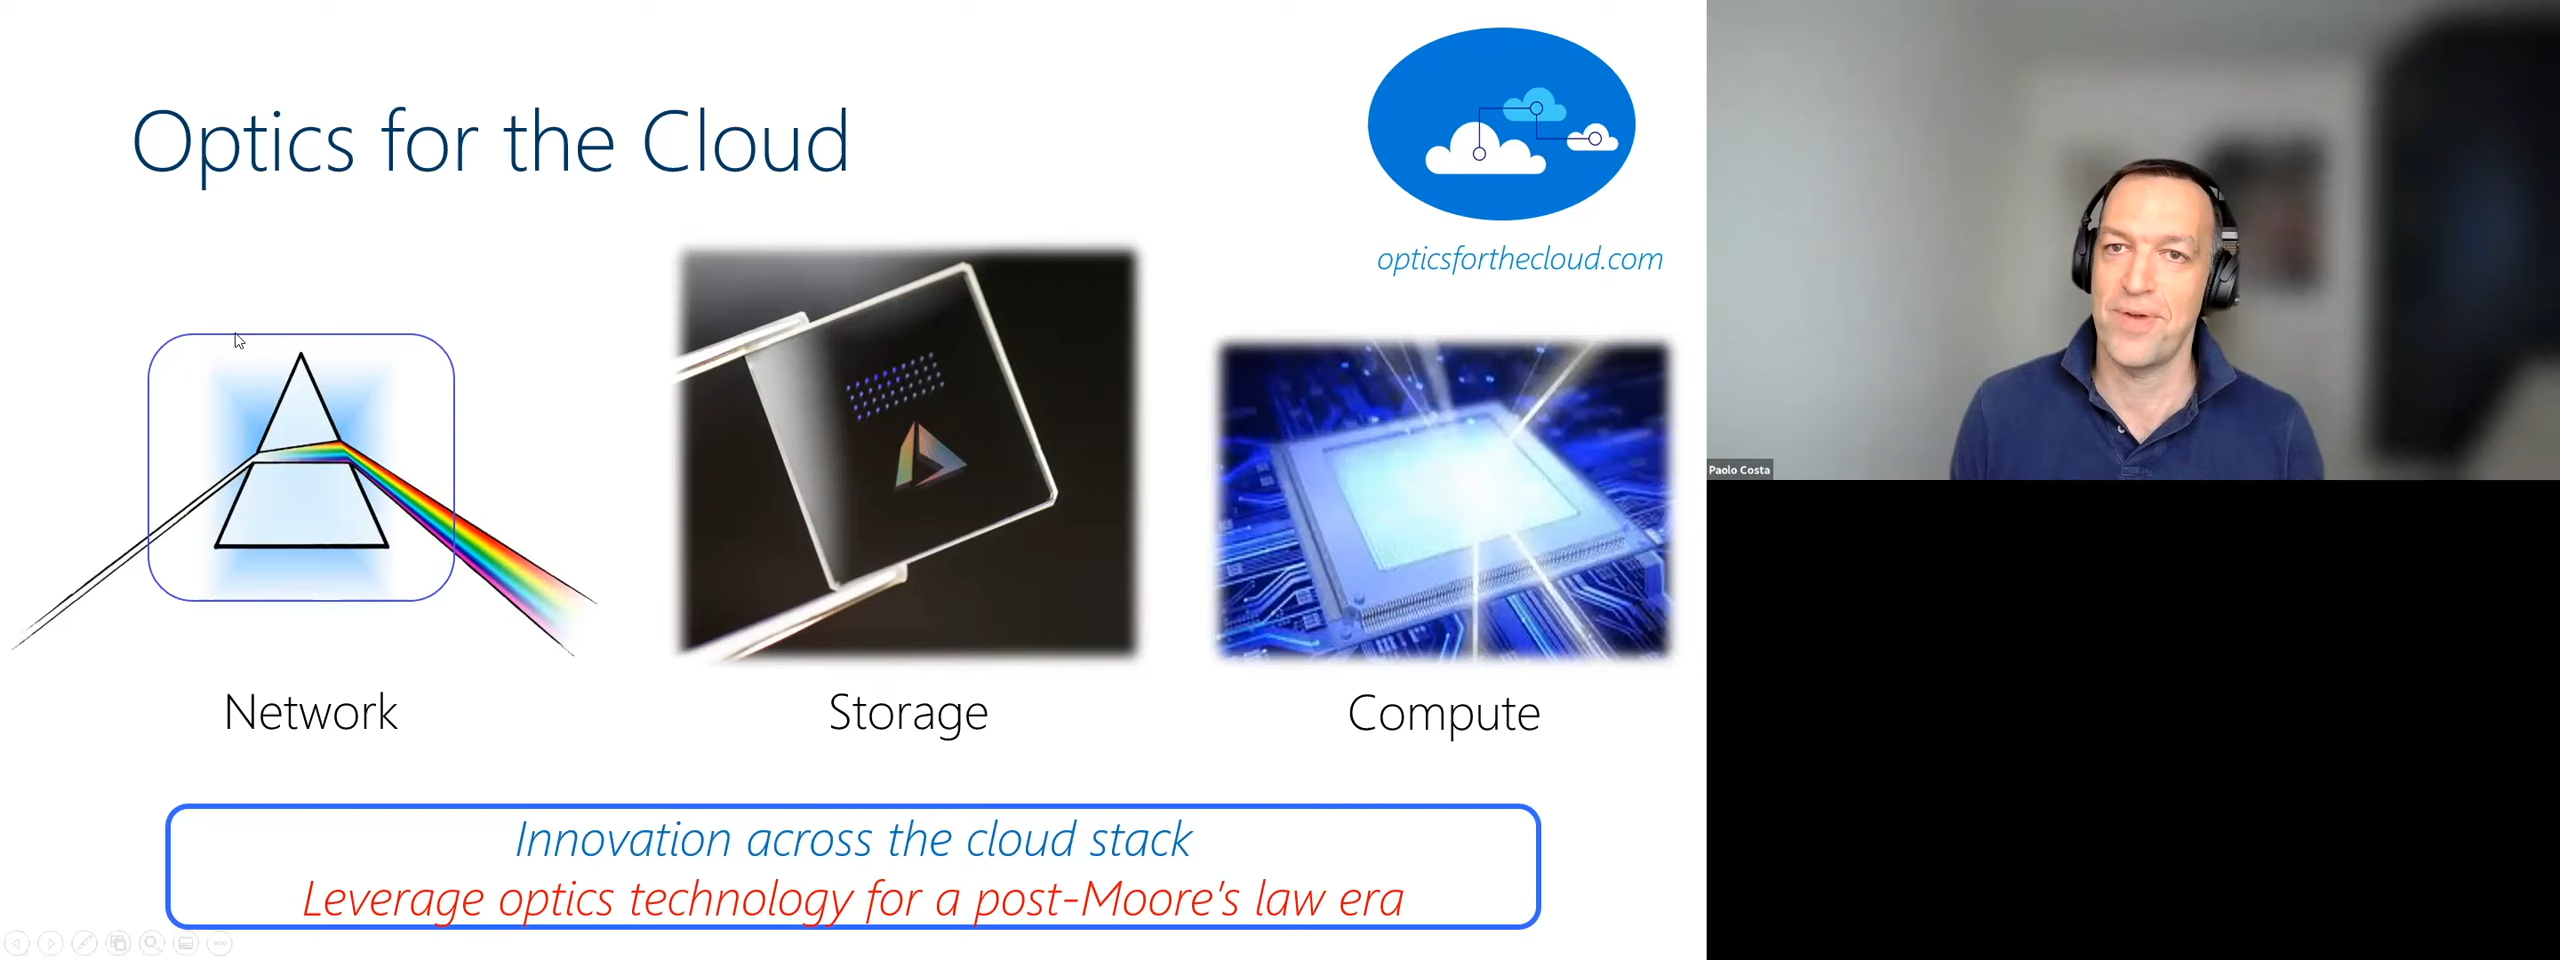 Optics for the Cloud
opticsforthecloud.com
Network
Storage
Compute
Innovation across the cloud stack
Leverage optics technology for a post-Moore's law era
Paolo Costa